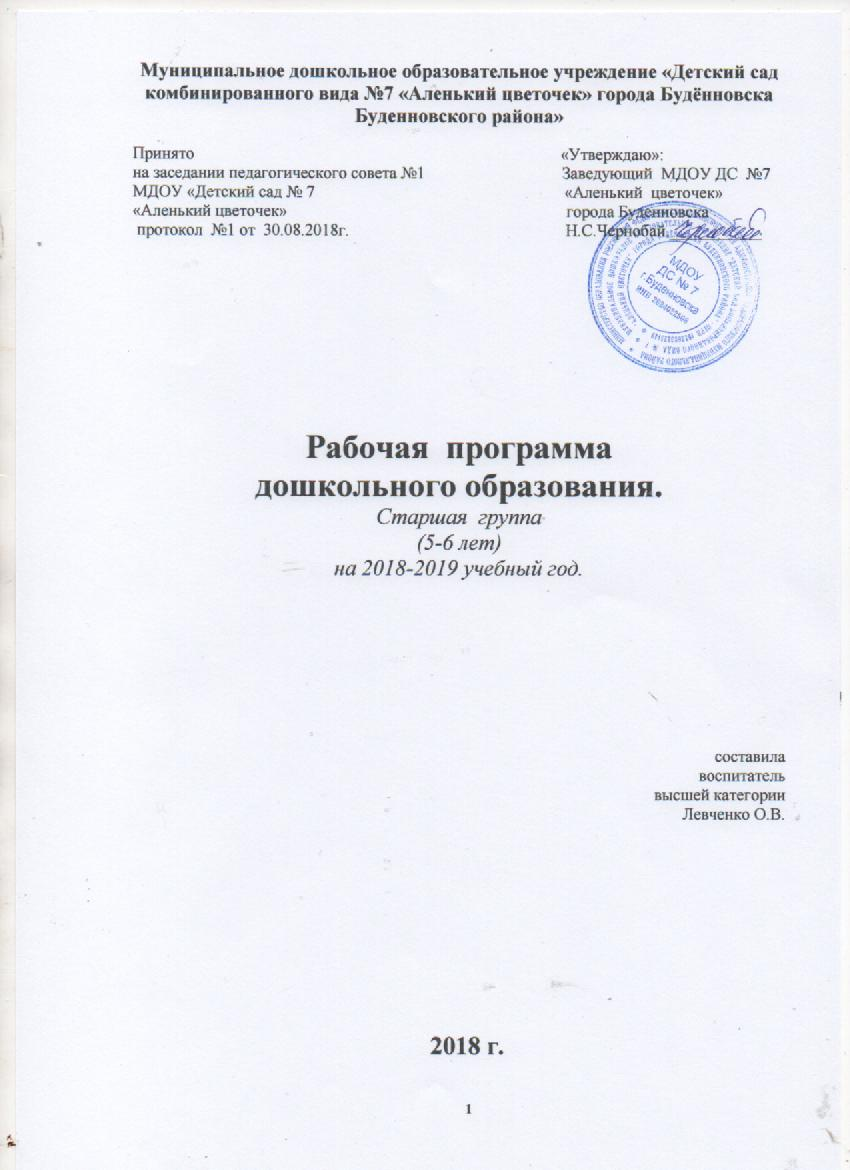 Муниципальное дошкольное образовательное учреждение «Детский сад
комбинированного вида №7 «Аленький цветочек» города Будённовска
Буденновского района»
Принято
на заседании педагогического совета №1
МДОУ «Детский сад № 7
«Аленький цветочек»
протокол №1 от 30.08.2018г.
«Утверждаю»:
Заведующий МДОУ ДС №7
«Аленький цветочек»
города Буденновска
Н.С.Чернобай
МДОУ
ДС № 7
г.Буденновска
Рабочая программа
дошкольного образования.
Старшая группа
(5-6 лет)
на 2018-2019 учебный год.
составила
воспитатель
высшей категории
Левченко О.В.
2018 г.
1